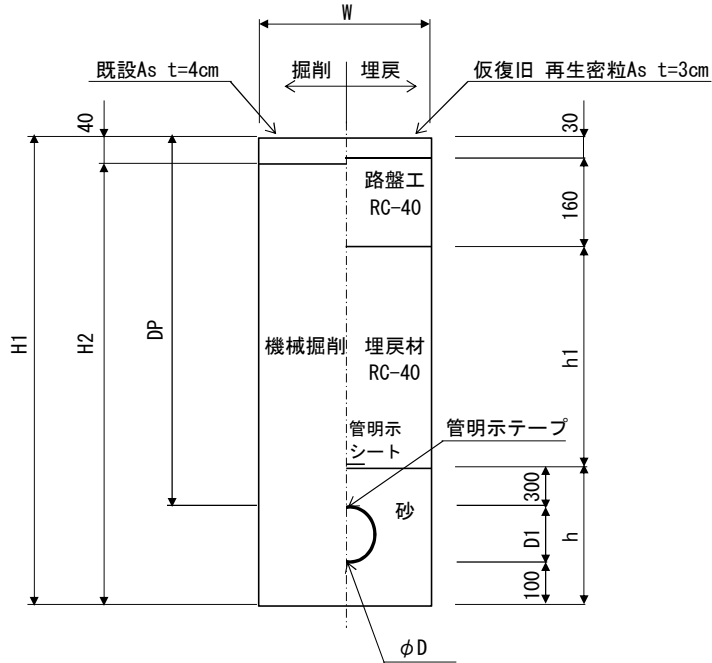 W
既設As t=4cm
掘削 埋戻
仮復旧 再生密粒As t=3cm
40
30
路盤工
RC-40
160
H1
H2
DP
機械掘削
埋戻材
RC-40
h1
管明示
シート
管明示テープ
砂
300
D1
h
100
φD